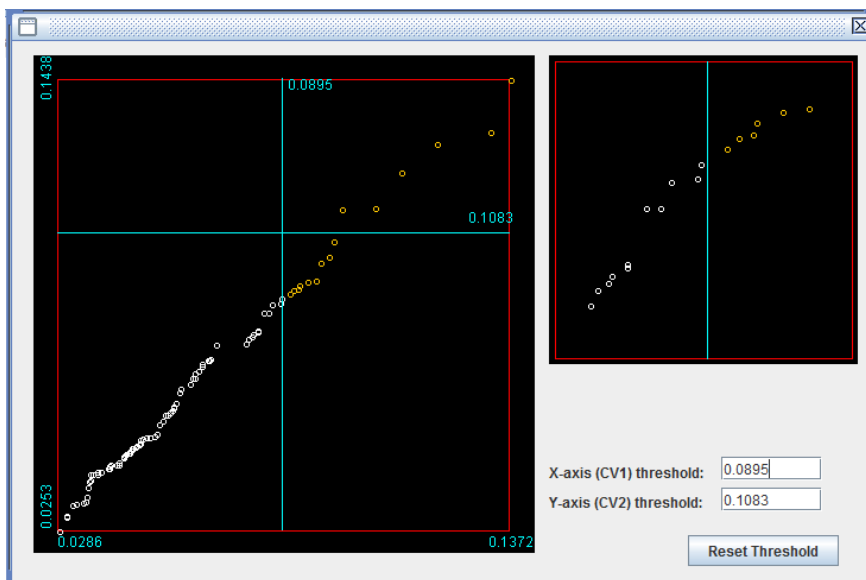 0.1438
0.0895
0.1083
0.0253
0.0286
0.1372
X-axis (CV1) threshold: 0.0895
Y-axis (CV2) threshold: 0.1083
Reset Threshold